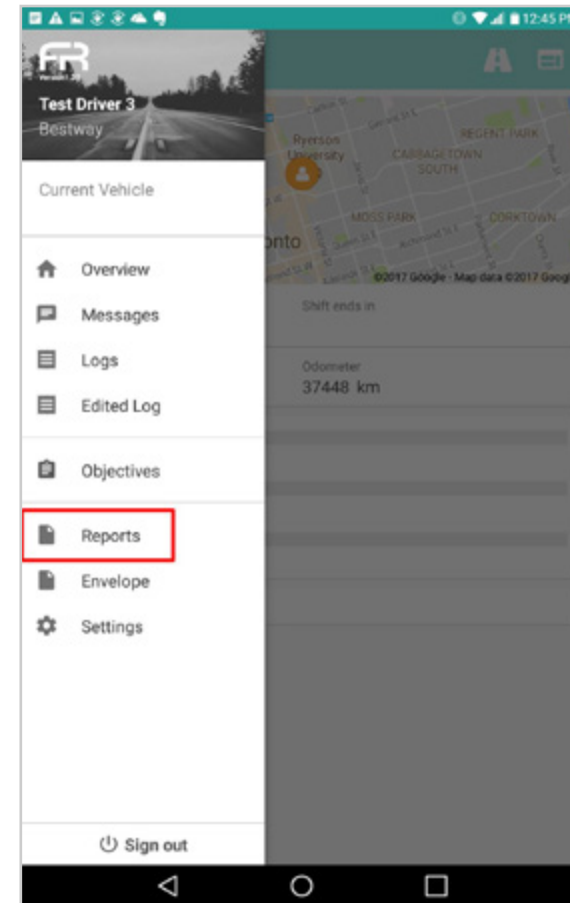 12:45 PM
FR
Test Driver 3
Bestway
Current Vehicle
Overview
Messages
Logs
Edited Log
Objectives
Reports
Envelope
Settings
Sign out
Ryerson
University
REGENT PARK
CABBAGETOWN
SOUTH
MOSS PARK
CORKTOWN
onto
©2017 Google - Map data ©2017 Googl
Shift ends in
Odometer
37448 km